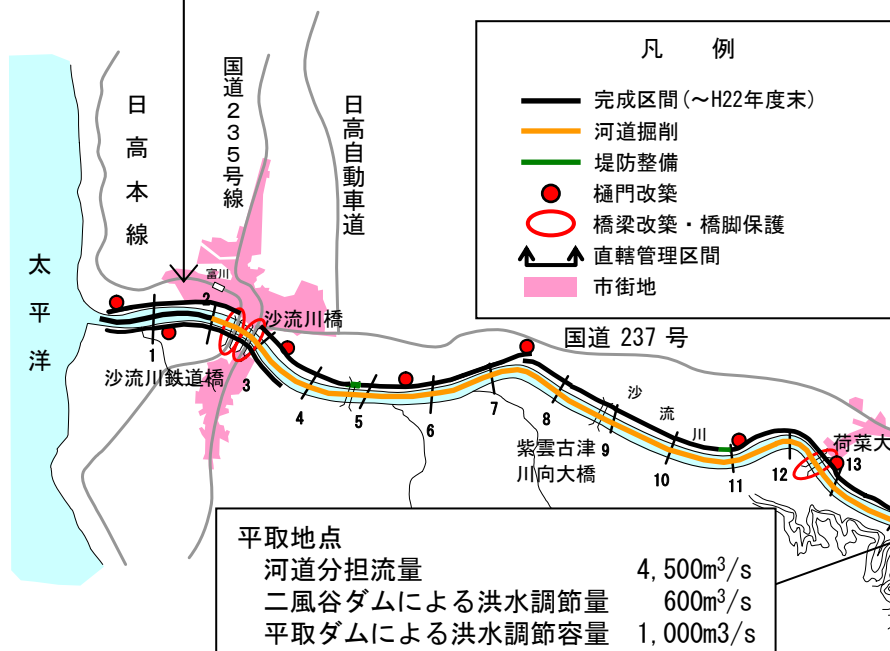 凡 例
完成区間(～H22年度末)
河道掘削
堤防整備
樋門改築
橋梁改築・橋脚保護
直轄管理区間
市街地
太平洋
日高本線
国道235号線
日高自動車道
富川
沙流川橋
沙流川鉄道橋
国道 237 号
沙流川
紫雲古津
川向大橋
荷菜大
1
2
3
4
5
6
7
8
9
10
11
12
13
平取地点
河道分担流量 4,500m³/s
二風谷ダムによる洪水調節量 600m³/s
平取ダムによる洪水調節容量 1,000m3/s